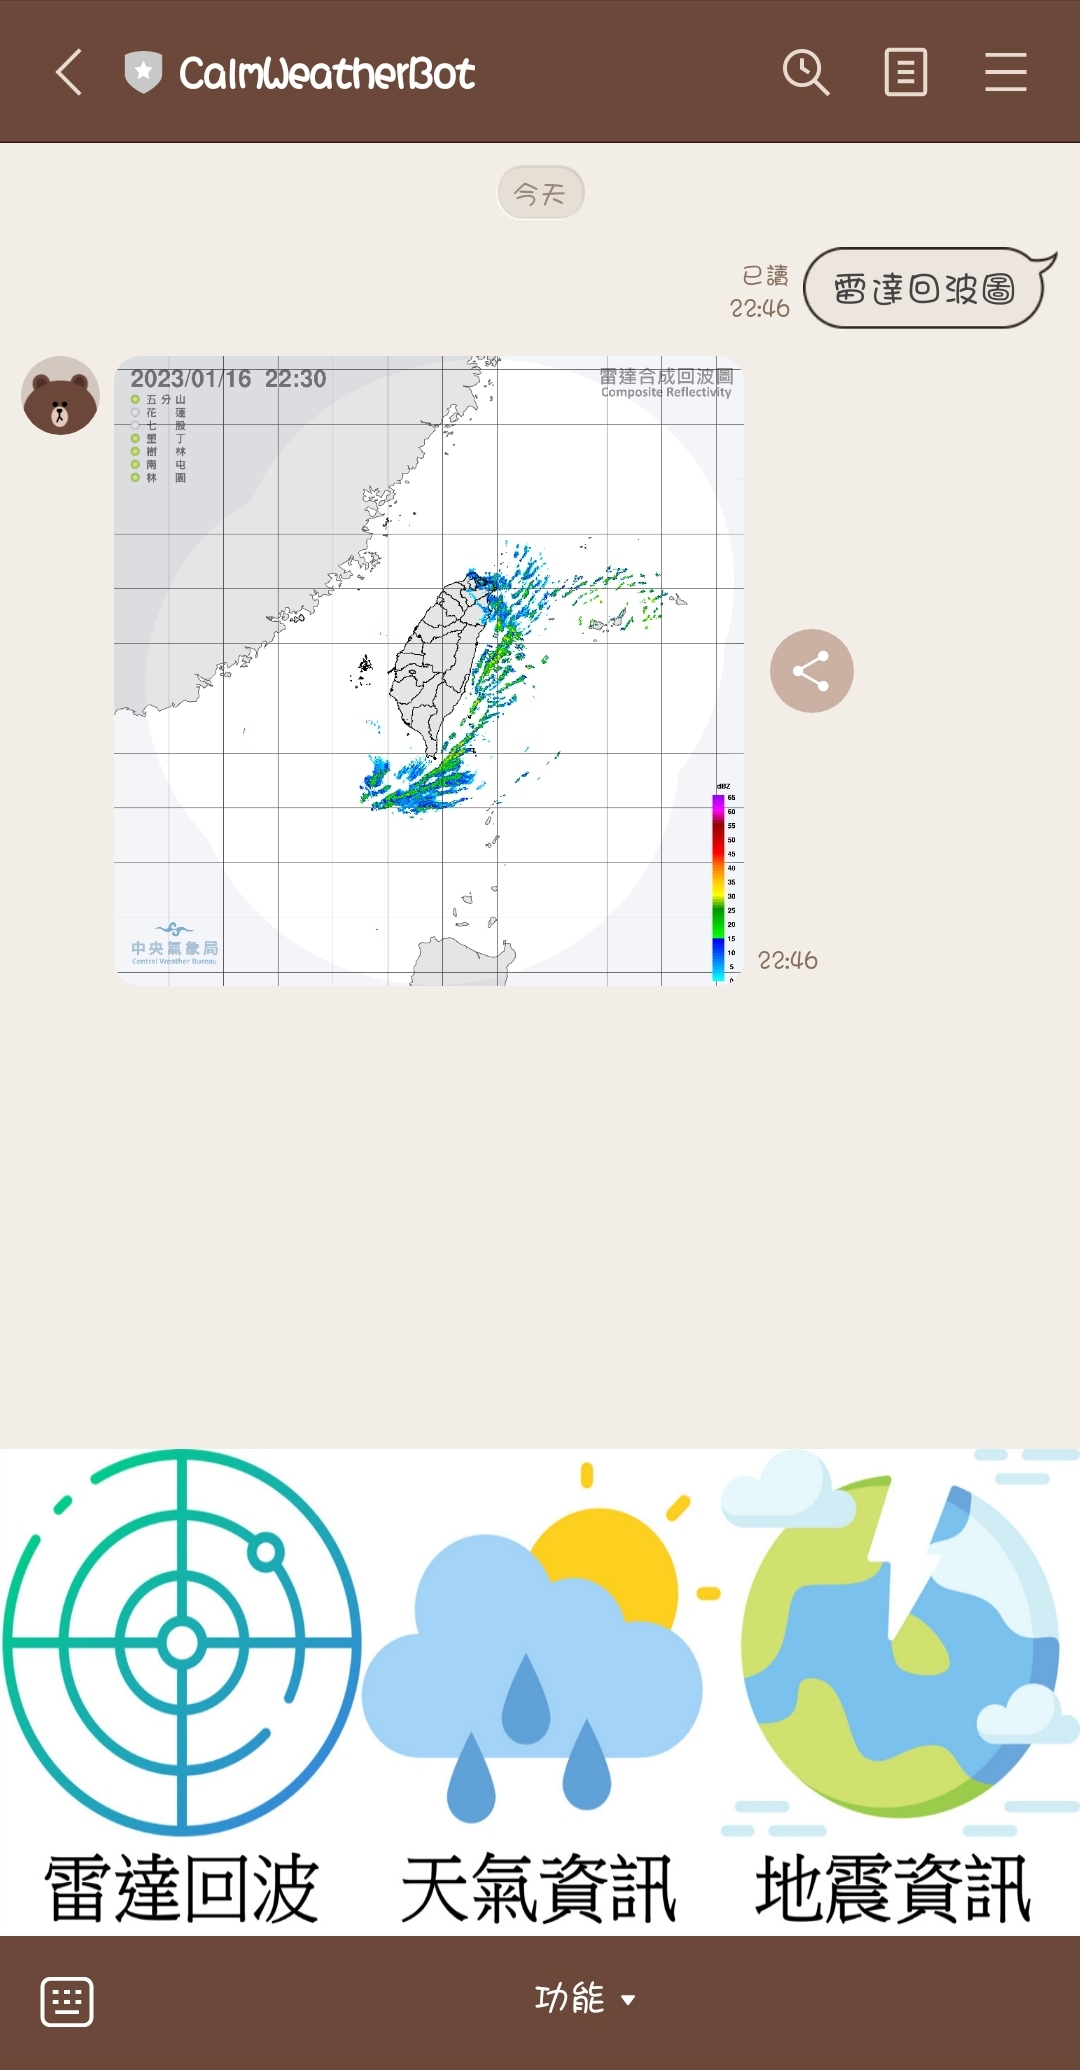 CalmWeatherBot
今天
已讀
22:46
雷達回波圖
2023/01/16 22:30
雷達合成回波圖
Composite Reflectivity
五分山
花蓮
七股
墾丁
樹林
南屯
林園
dBZ
65
60
55
50
45
40
35
30
25
20
15
10
5
0
中央氣象局
Central Weather Bureau
22:46
雷達回波
天氣資訊
地震資訊
功能